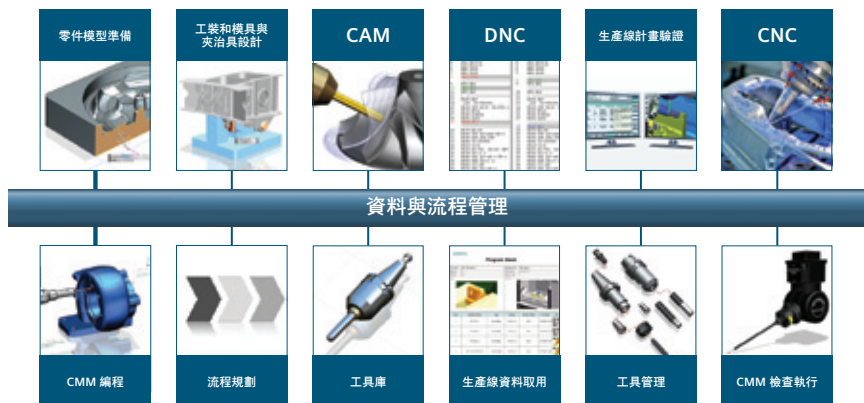 零件模型準備
工裝和模具與
夾治具設計
CAM
DNC
生產線計畫驗證
CNC
資料與流程管理
CMM 編程
流程規劃
工具庫
生產線資料取用
工具管理
CMM 檢查執行